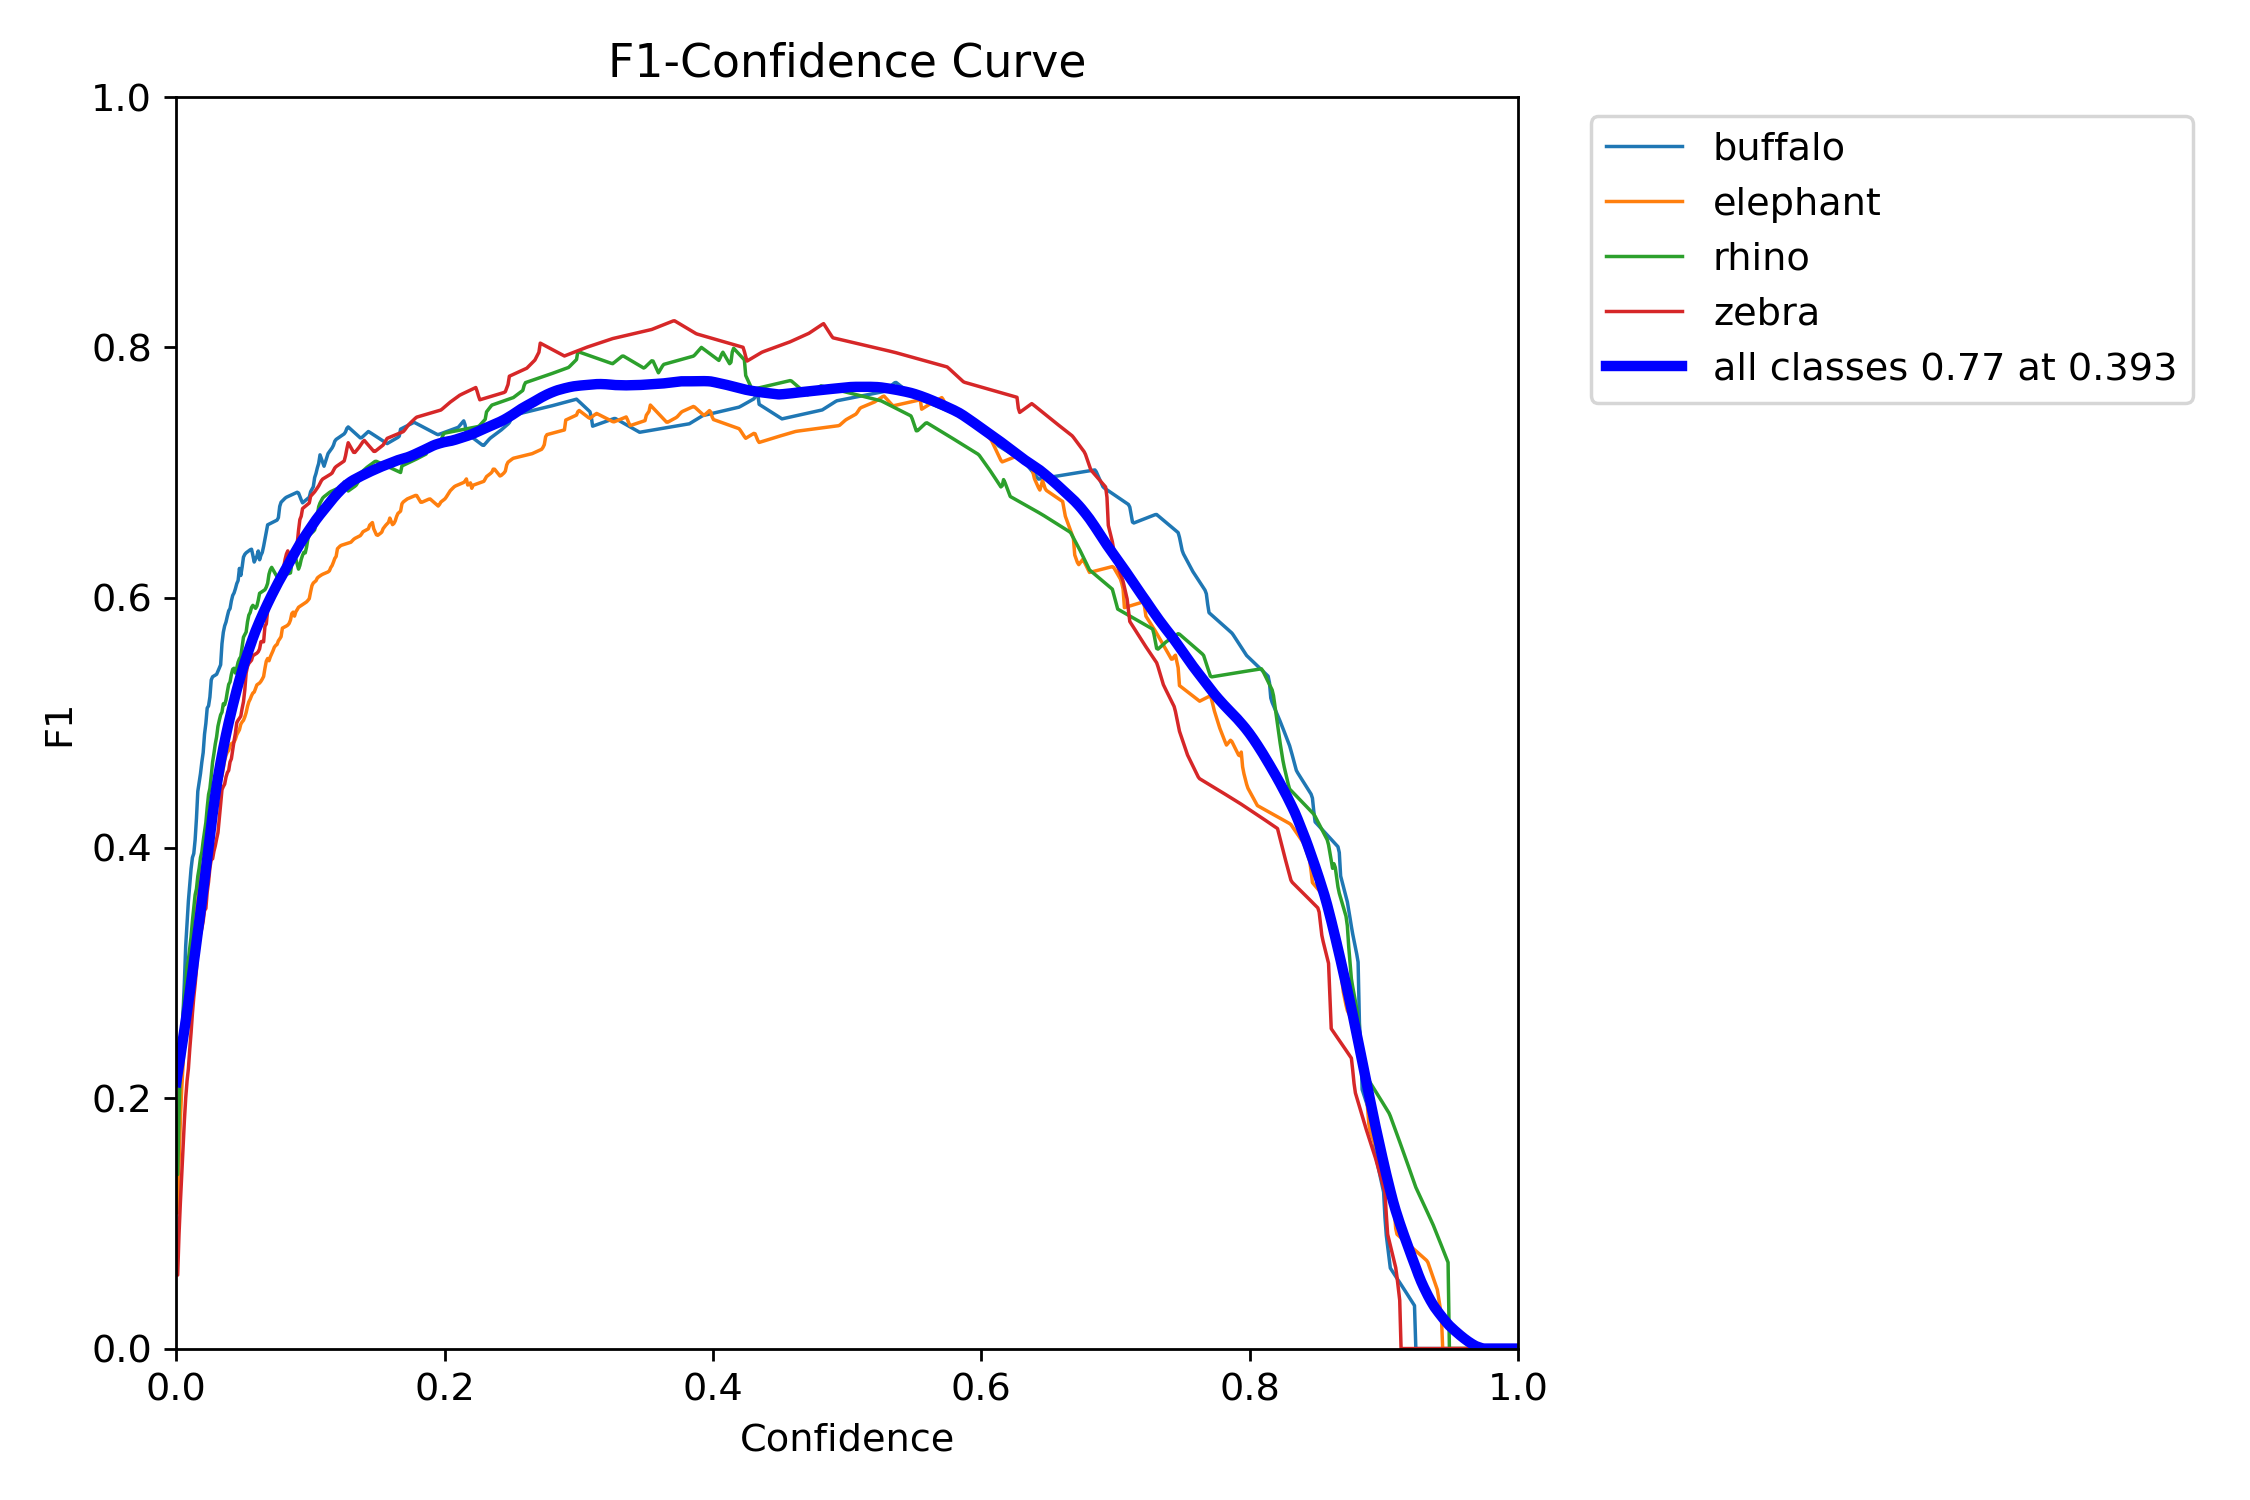 F1-Confidence Curve
1.0
0.8
0.6
0.4
0.2
0.0
F1
0.0 0.2 0.4 0.6 0.8 1.0
Confidence
buffalo
elephant
rhino
zebra
all classes 0.77 at 0.393